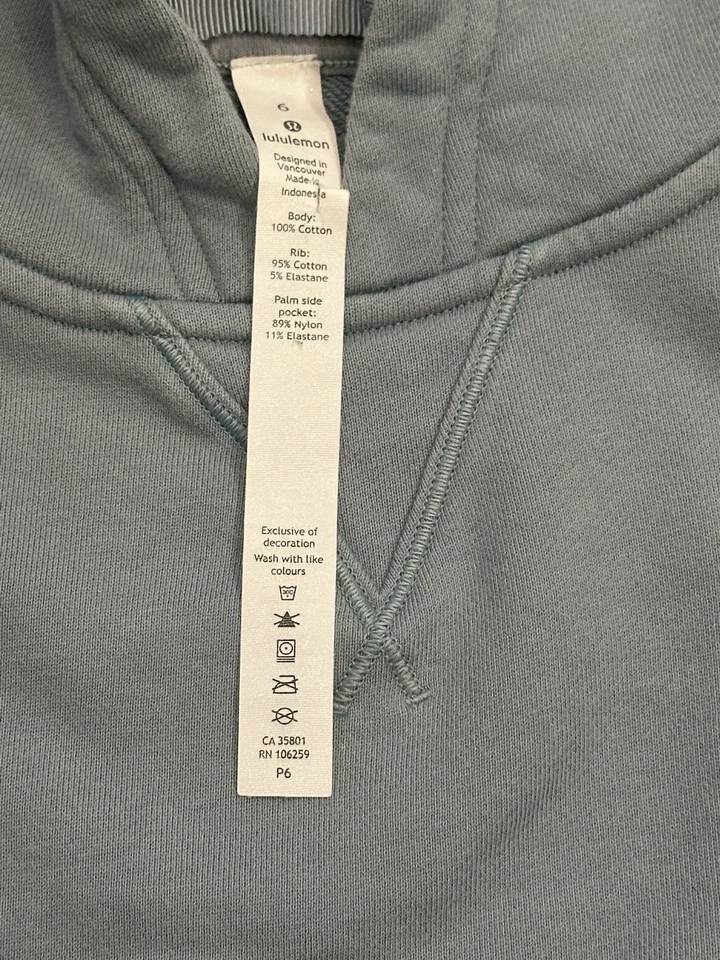 6
lululemon
Designed in
Vancouver
Made in
Indonesia
Body:
100% Cotton
Rib:
95% Cotton
5% Elastane
Palm side
pocket:
89% Nylon
11% Elastane
Exclusive of
decoration
Wash with like
colours
30C
CA 35801
RN 106259
P6